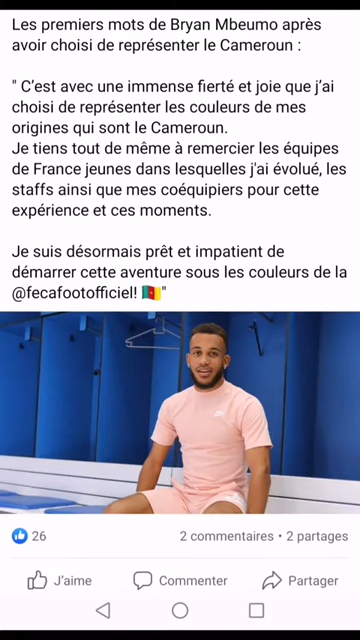 Les premiers mots de Bryan Mbeumo après
avoir choisi de représenter le Cameroun :
" C’est avec une immense fierté et joie que j’ai
choisi de représenter les couleurs de mes
origines qui sont le Cameroun.
Je tiens tout de même à remercier les équipes
de France jeunes dans lesquelles j'ai évolué, les
staffs ainsi que mes coéquipiers pour cette
expérience et ces moments.
Je suis désormais prêt et impatient de
démarrer cette aventure sous les couleurs de la
@fecafootofficiel! 🇨🇲"
26
2 commentaires • 2 partages
J’aime
Commenter
Partager